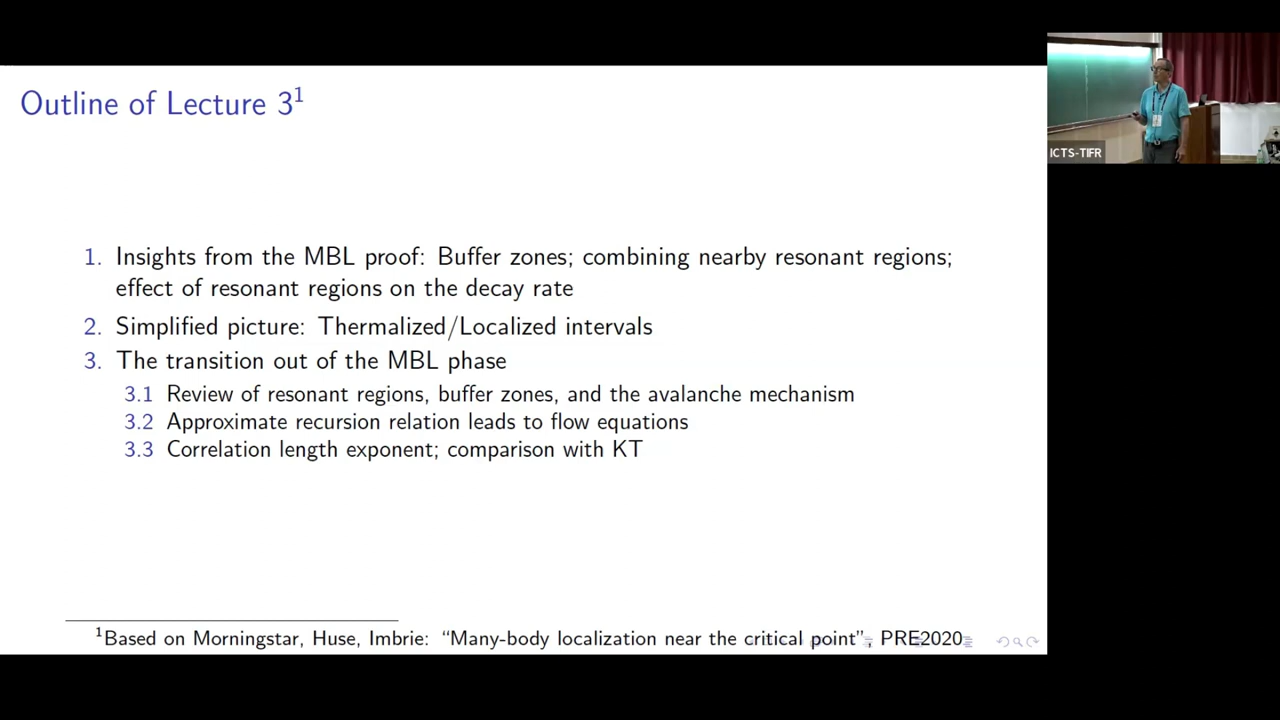 Outline of Lecture 3¹
ICTS-TIFR
1. Insights from the MBL proof: Buffer zones; combining nearby resonant regions;
effect of resonant regions on the decay rate
2. Simplified picture: Thermalized/Localized intervals
3. The transition out of the MBL phase
3.1 Review of resonant regions, buffer zones, and the avalanche mechanism
3.2 Approximate recursion relation leads to flow equations
3.3 Correlation length exponent; comparison with KT
¹Based on Morningstar, Huse, Imbrie: “Many-body localization near the critical point”, PRE2020